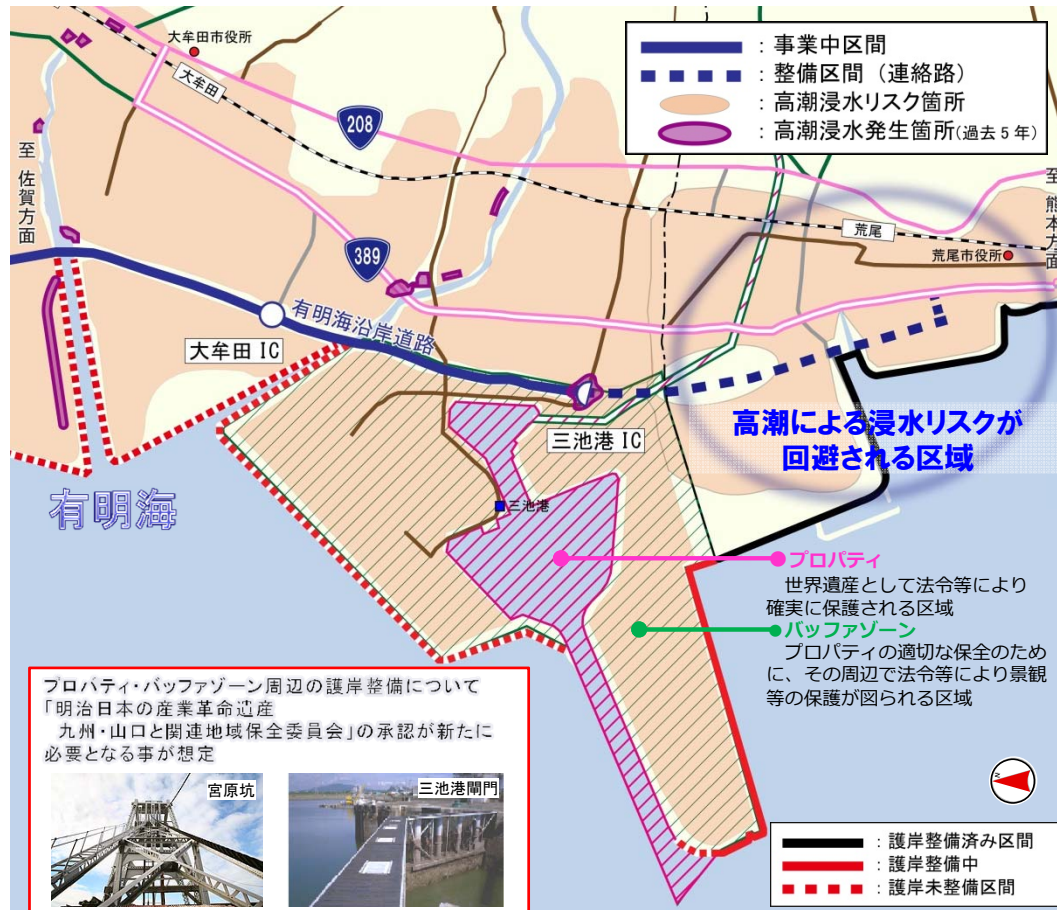 大牟田市役所
大牟田
208
：事業中区間
：整備区間（連絡路）
：高潮浸水リスク箇所
：高潮浸水発生箇所(過去5年)
至 佐賀方面
至 熊本方面
389
荒尾
荒尾市役所
有明海沿岸道路
大牟田 IC
三池港 IC
高潮による浸水リスクが
回避される区域
有明海
三池港
プロパティ
世界遺産として法令等により
確実に保護される区域
バッファゾーン
プロパティの適切な保全のため
に、その周辺で法令等により景観
等の保護が図られる区域
プロパティ・バッファゾーン周辺の護岸整備について
「明治日本の産業革命遺産
九州・山口と関連地域保全委員会」の承認が新たに
必要となる事が想定
宮原坑
三池港閘門
N
：護岸整備済み区間
：護岸整備中
：護岸未整備区間